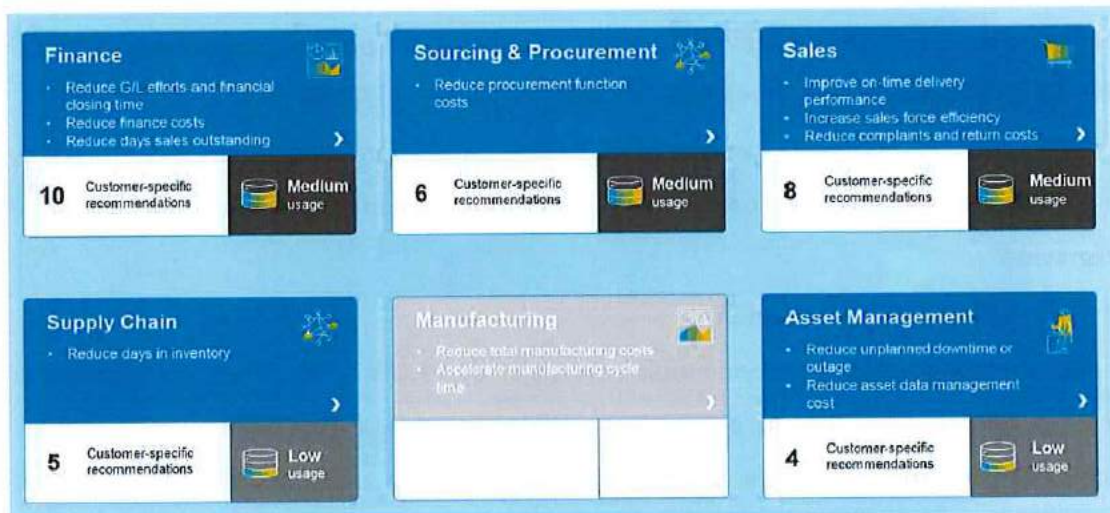 Finance
• Reduce G/L efforts and financial
closing time
• Reduce finance costs
• Reduce days sales outstanding
10
Customer-specific
recommendations
Medium
usage
Sourcing & Procurement
• Reduce procurement function
costs
6
Customer-specific
recommendations
Medium
usage
Sales
• Improve on-time delivery
performance
• Increase sales force efficiency
• Reduce complaints and return costs
8
Customer-specific
recommendations
Medium
usage
Supply Chain
• Reduce days in inventory
5
Customer-specific
recommendations
Low
usage
Manufacturing
• Reduce total manufacturing costs
• Accelerate manufacturing cycle
time
Asset Management
• Reduce unplanned downtime or
outage
• Reduce asset data management
cost
4
Customer-specific
recommendations
Low
usage